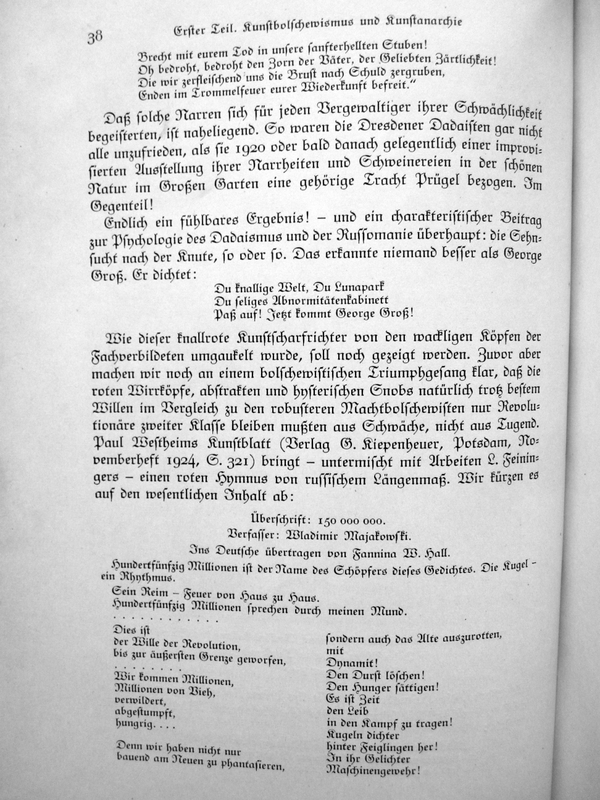 38
Erster Teil. Kunstbolschewismus und Kunstanarchie
Brecht mit eurem Tod in unsere sanfterhellten Stuben!
Oh bedroht, bedroht den Zorn der Väter, der Geliebten Zärtlichkeit!
Die wir zerfleischend uns die Brust nach Schuld zergruben,
Enden im Trommelfeuer eurer Wiederkunft befreit.“
Daß solche Narren sich für jeden Vergewaltiger ihrer Schwächlichkeit
begeisterten, ist naheliegend. So waren die Dresdener Dadaisten gar nicht
alle unzufrieden, als sie 1920 oder bald danach gelegentlich einer improvi-
sierten Ausstellung ihrer Narrheiten und Schweinereien in der schönen
Natur im Großen Garten eine gehörige Tracht Prügel bezogen. Im
Gegenteil!
Endlich ein fühlbares Ergebnis! – und ein charakteristischer Beitrag
zur Psychologie des Dadaismus und der Russomanie überhaupt: die Sehn-
sucht nach der Knute, so oder so. Das erkannte niemand besser als George
Groß. Er dichtet:
Du knallige Welt, Du Lunapark
Du seliges Abnormitätenkabinett
Paß auf! Jetzt kommt George Groß!
Wie dieser knallrote Kunstscharfrichter von den wackligen Köpfen der
Fachverbildeten umgaukelt wurde, soll noch gezeigt werden. Zuvor aber
machen wir noch an einem bolschewistischen Triumphgesang klar, daß die
roten Wirrköpfe, abstrakten und hysterischen Snobs natürlich trotz bestem
Willen im Vergleich zu den robusteren Machtbolschewisten nur Revolu-
tionäre zweiter Klasse bleiben mußten aus Schwäche, nicht aus Tugend.
Paul Westheims Kunstblatt (Verlag G. Kiepenheuer, Potsdam, No-
vemberheft 1924, S. 321) bringt – untermischt mit Arbeiten L. Feinin-
gers – einen roten Hymnus von russischem Längenmaß. Wir kürzen es
auf den wesentlichen Inhalt ab:
Überschrift: 150 000 000.
Verfasser: Wladimir Majakowski.
Ins Deutsche übertragen von Fannina W. Hall.
Hundertfünfzig Millionen ist der Name des Schöpfers dieses Gedichtes. Die Kugel –
ein Rhythmus.
Sein Reim – Feuer von Haus zu Haus.
Hundertfünfzig Millionen sprechen durch meinen Mund.
. . . . . . . . . . . .
Dies ist
der Wille der Revolution,
bis zur äußersten Grenze geworfen,
. . . . . . . .
Wir kommen Millionen,
Millionen von Vieh,
verwildert,
abgestumpft,
hungrig. . . .
Denn wir haben nicht nur
bauend am Neuen zu phantasieren,
sondern auch das Alte auszurotten,
mit
Dynamit!
Den Durst löschen!
Den Hunger sättigen!
Es ist Zeit
den Leib
in den Kampf zu tragen!
Kugeln dichter
hinter Feiglingen her!
In ihr Gelichter
Maschinengewehr!